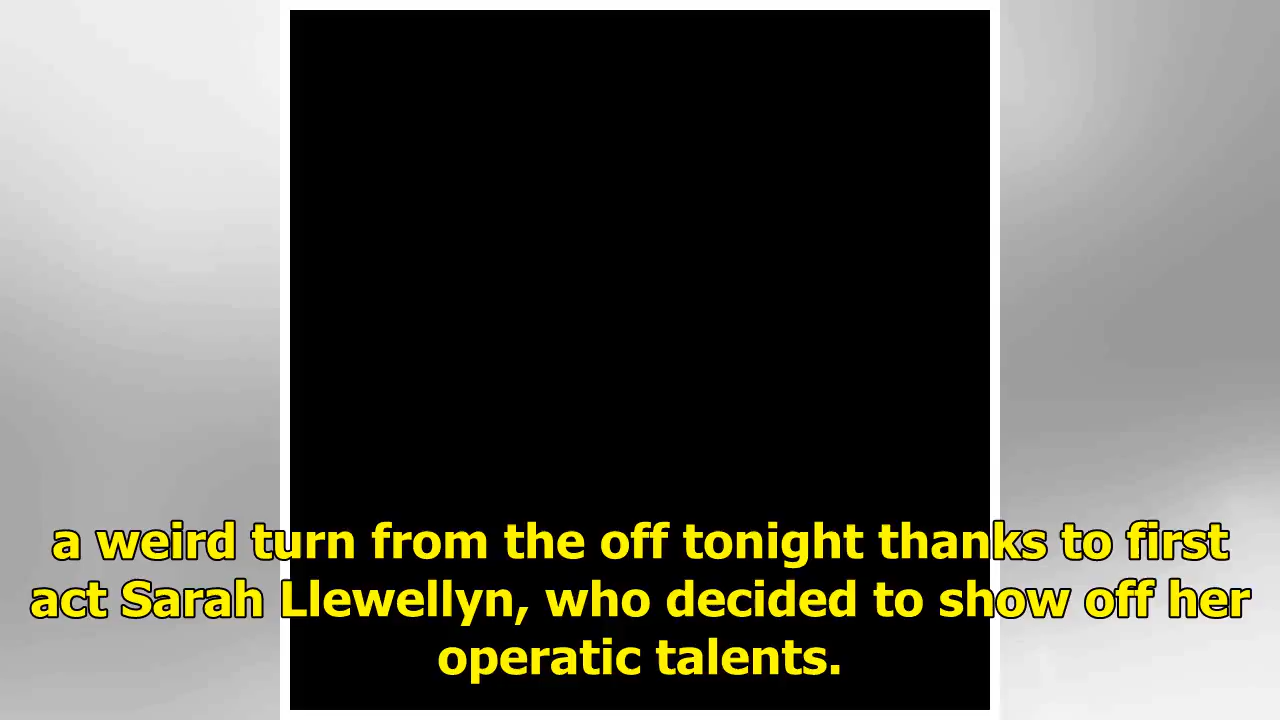 a weird turn from the off tonight thanks to first
act Sarah Llewellyn, who decided to show off her
operatic talents.